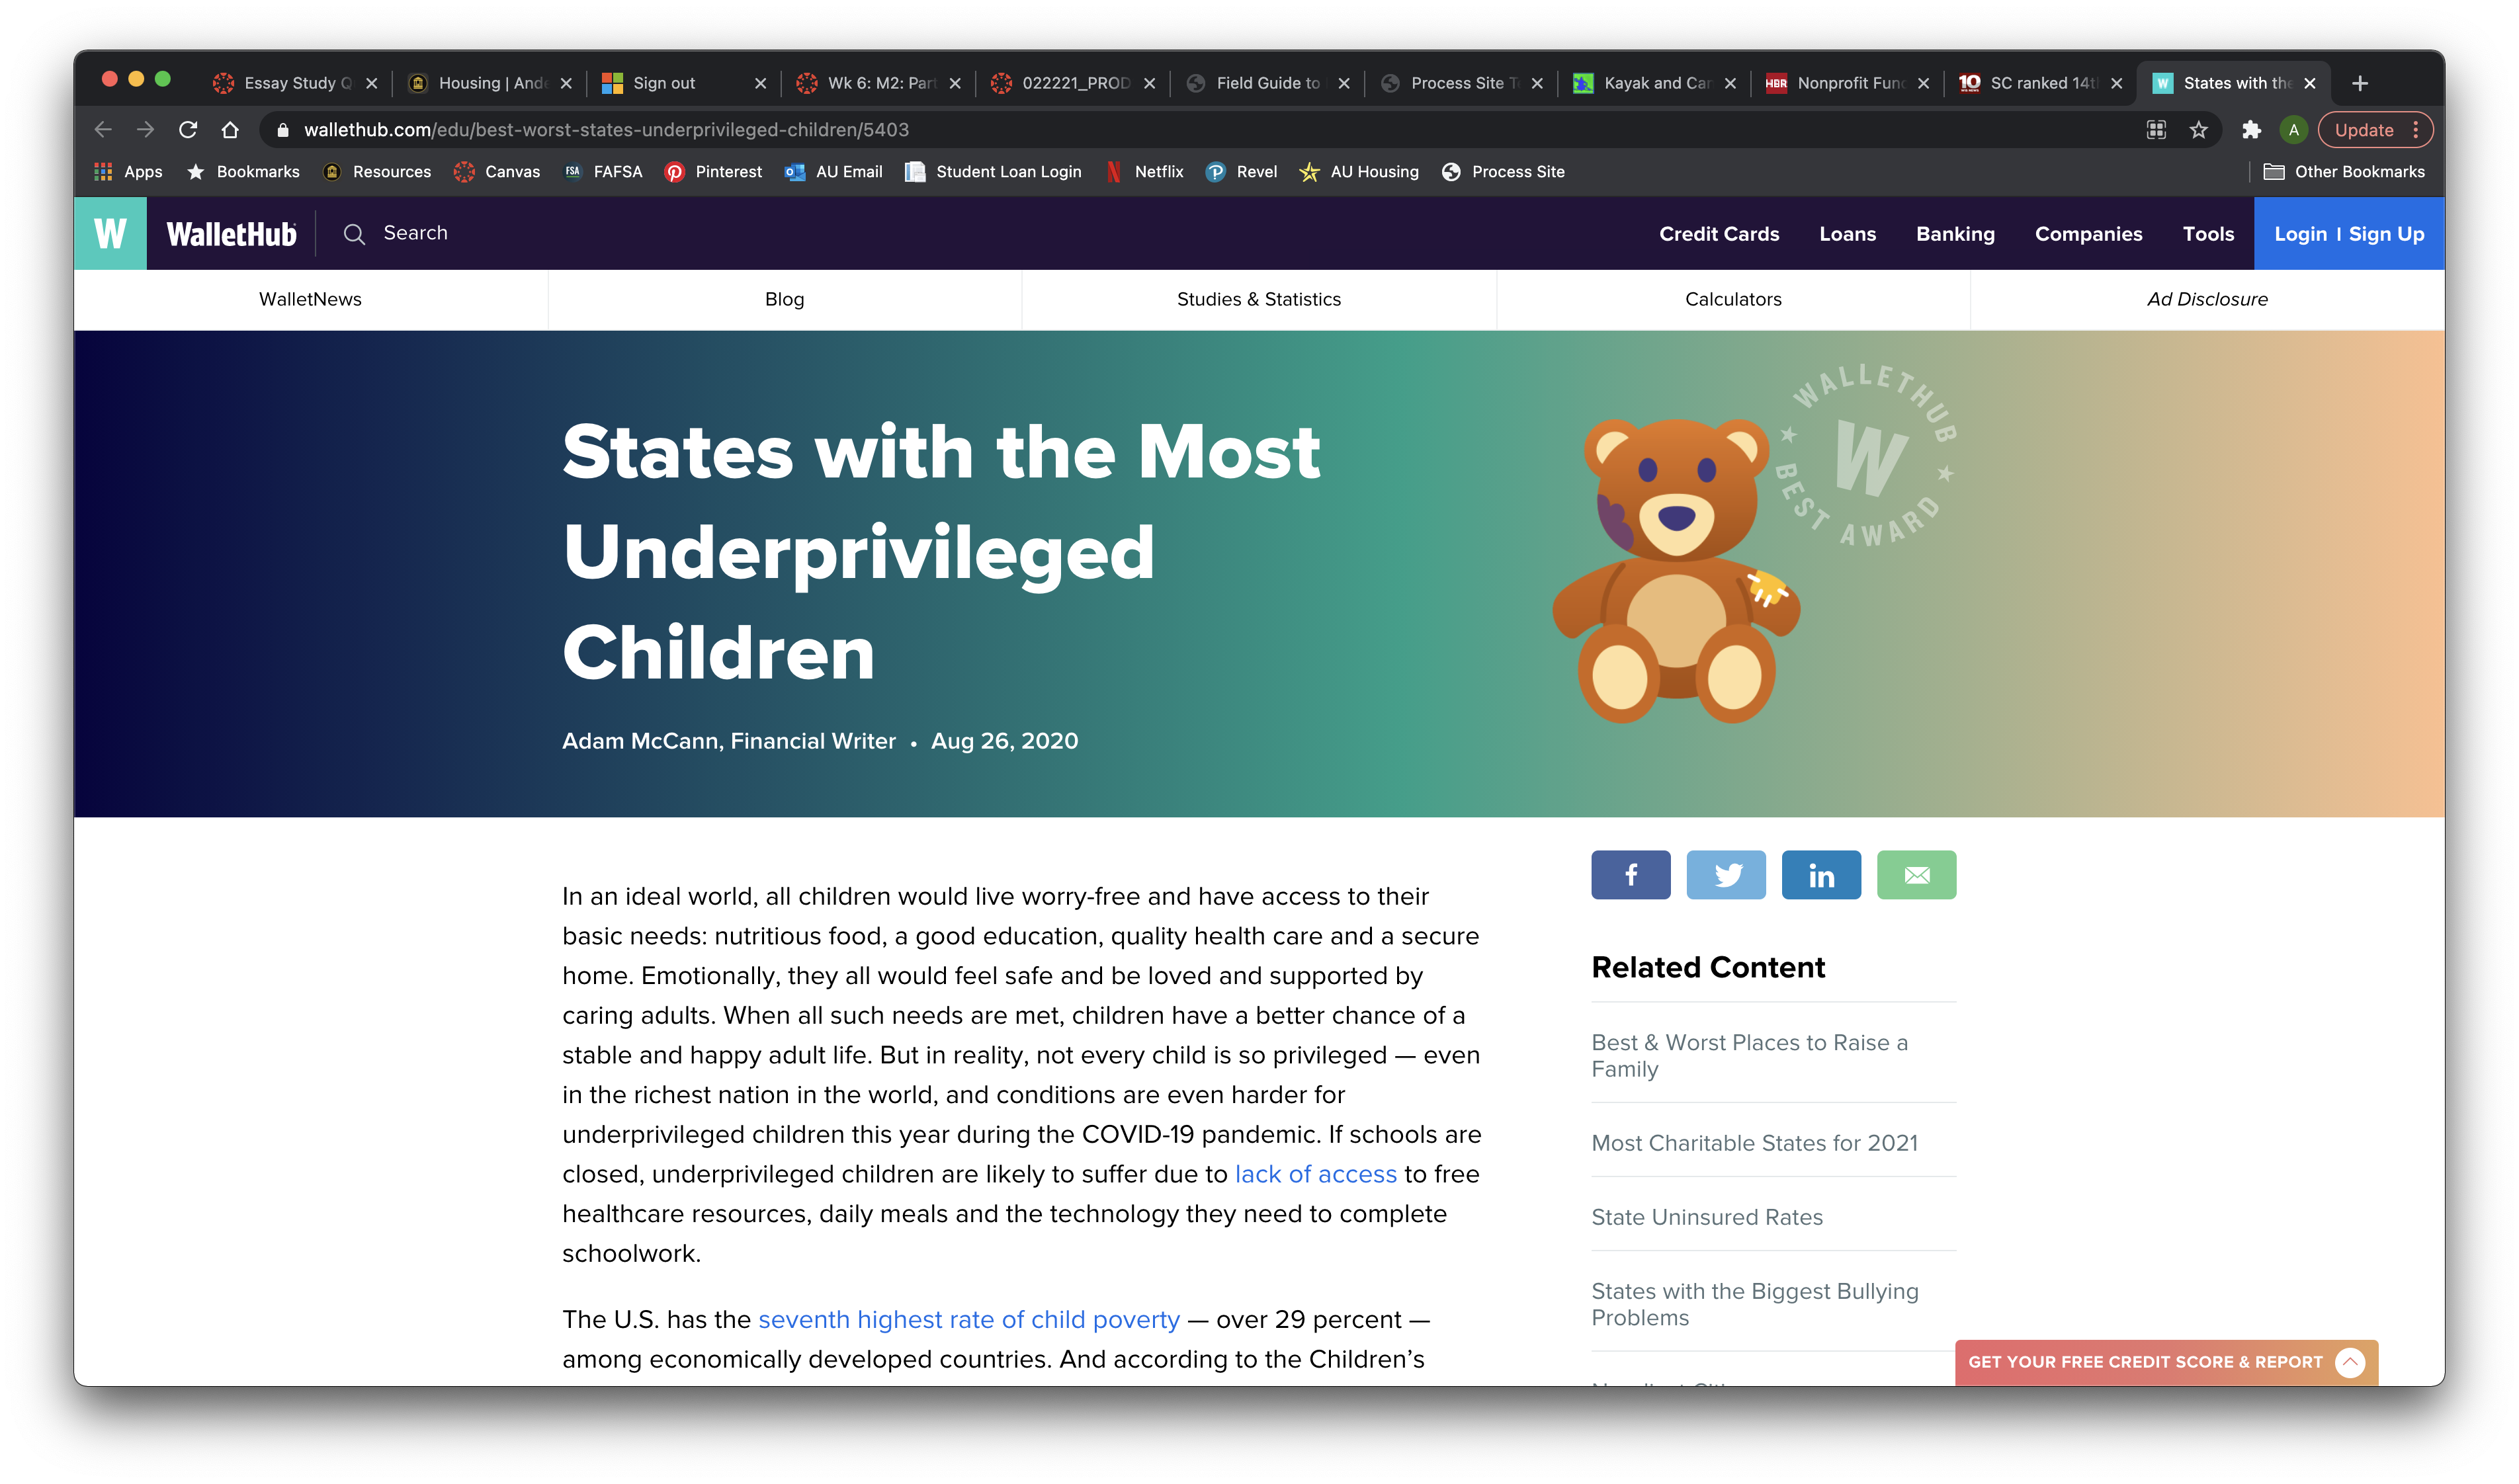 Essay Study Q
Housing | Ande
Sign out
Wk 6: M2: Part
022221_PROD
Field Guide to
Process Site T
Kayak and Can
HBR
Nonprofit Func
10
SC ranked 14t
W
States with the
wallethub.com/edu/best-worst-states-underprivileged-children/5403
A
Update
Apps
Bookmarks
Resources
Canvas
FSA
FAFSA
Pinterest
AU Email
Student Loan Login
Netflix
Revel
AU Housing
Process Site
Other Bookmarks
W
WalletHub
Search
Credit Cards
Loans
Banking
Companies
Tools
Login | Sign Up
WalletNews
Blog
Studies & Statistics
Calculators
Ad Disclosure
States with the Most
Underprivileged
Children
WALLETHUB
W
BEST AWARD
Adam McCann, Financial Writer • Aug 26, 2020
In an ideal world, all children would live worry-free and have access to their
basic needs: nutritious food, a good education, quality health care and a secure
home. Emotionally, they all would feel safe and be loved and supported by
caring adults. When all such needs are met, children have a better chance of a
stable and happy adult life. But in reality, not every child is so privileged — even
in the richest nation in the world, and conditions are even harder for
underprivileged children this year during the COVID-19 pandemic. If schools are
closed, underprivileged children are likely to suffer due to lack of access to free
healthcare resources, daily meals and the technology they need to complete
schoolwork.
The U.S. has the seventh highest rate of child poverty — over 29 percent —
among economically developed countries. And according to the Children's
Related Content
Best & Worst Places to Raise a
Family
Most Charitable States for 2021
State Uninsured Rates
States with the Biggest Bullying
Problems
GET YOUR FREE CREDIT SCORE & REPORT